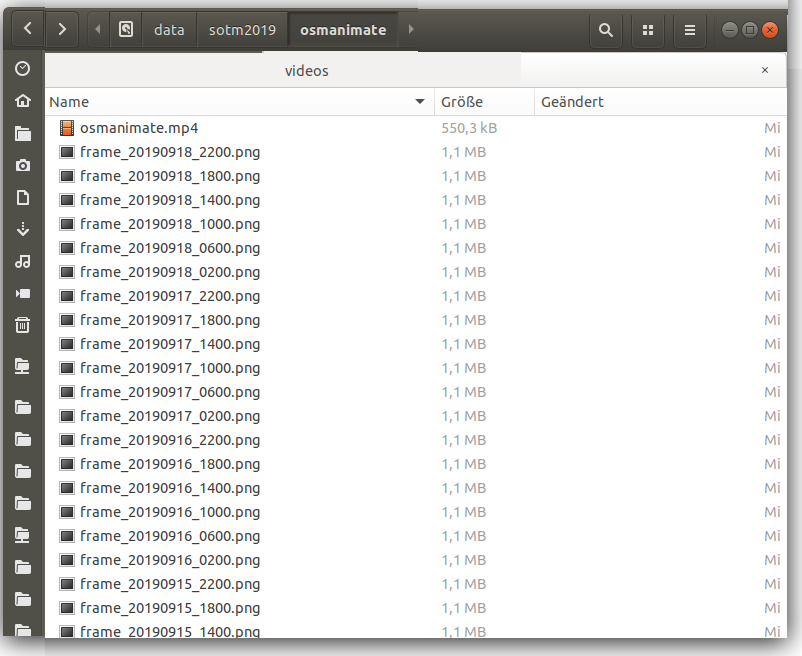 data sotm2019 osmanimate
videos
Name Größe Geändert
osmanimate.mp4 550,3 kB Mi
frame_20190918_2200.png 1,1 MB Mi
frame_20190918_1800.png 1,1 MB Mi
frame_20190918_1400.png 1,1 MB Mi
frame_20190918_1000.png 1,1 MB Mi
frame_20190918_0600.png 1,1 MB Mi
frame_20190918_0200.png 1,1 MB Mi
frame_20190917_2200.png 1,1 MB Mi
frame_20190917_1800.png 1,1 MB Mi
frame_20190917_1400.png 1,1 MB Mi
frame_20190917_1000.png 1,1 MB Mi
frame_20190917_0600.png 1,1 MB Mi
frame_20190917_0200.png 1,1 MB Mi
frame_20190916_2200.png 1,1 MB Mi
frame_20190916_1800.png 1,1 MB Mi
frame_20190916_1400.png 1,1 MB Mi
frame_20190916_1000.png 1,1 MB Mi
frame_20190916_0600.png 1,1 MB Mi
frame_20190916_0200.png 1,1 MB Mi
frame_20190915_2200.png 1,1 MB Mi
frame_20190915_1800.png 1,1 MB Mi
frame_20190915_1400.png 1,1 MB Mi